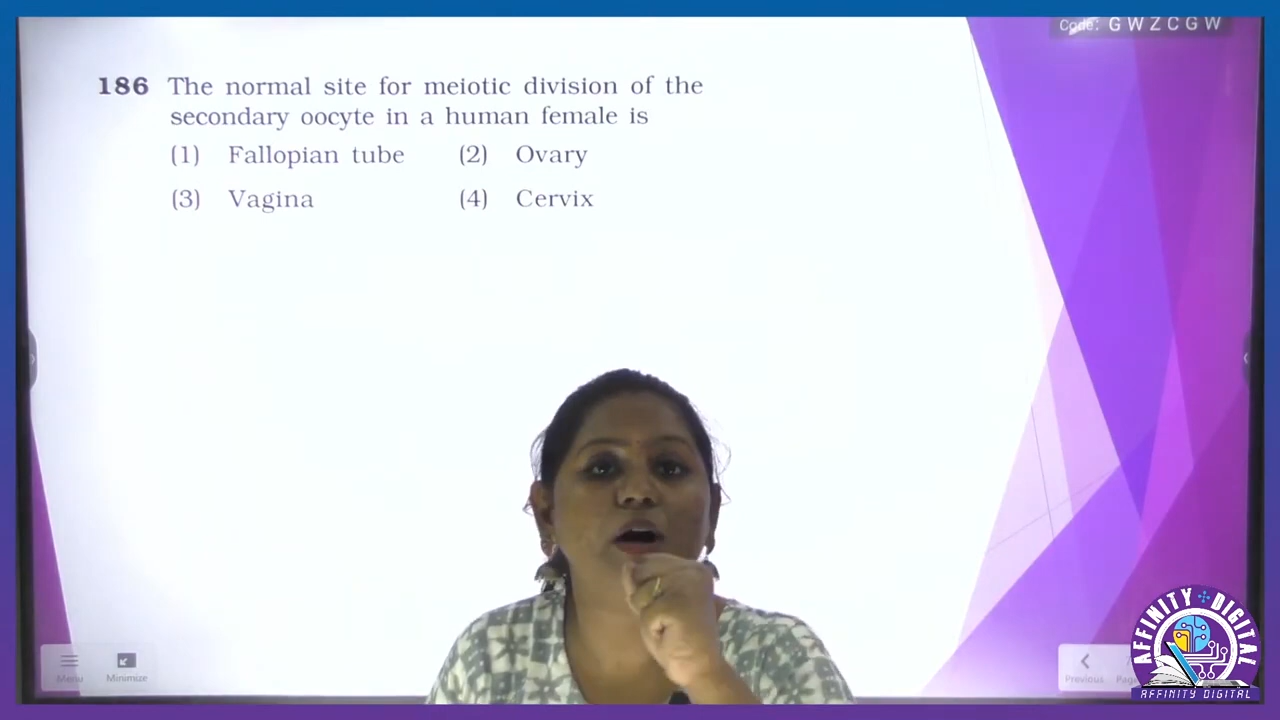 Code: G W Z C G W
186 The normal site for meiotic division of the
secondary oocyte in a human female is
(1) Fallopian tube (2) Ovary
(3) Vagina (4) Cervix
Menu
Minimize
Previous
AFFINITY DIGITAL
AFFINITY DIGITAL